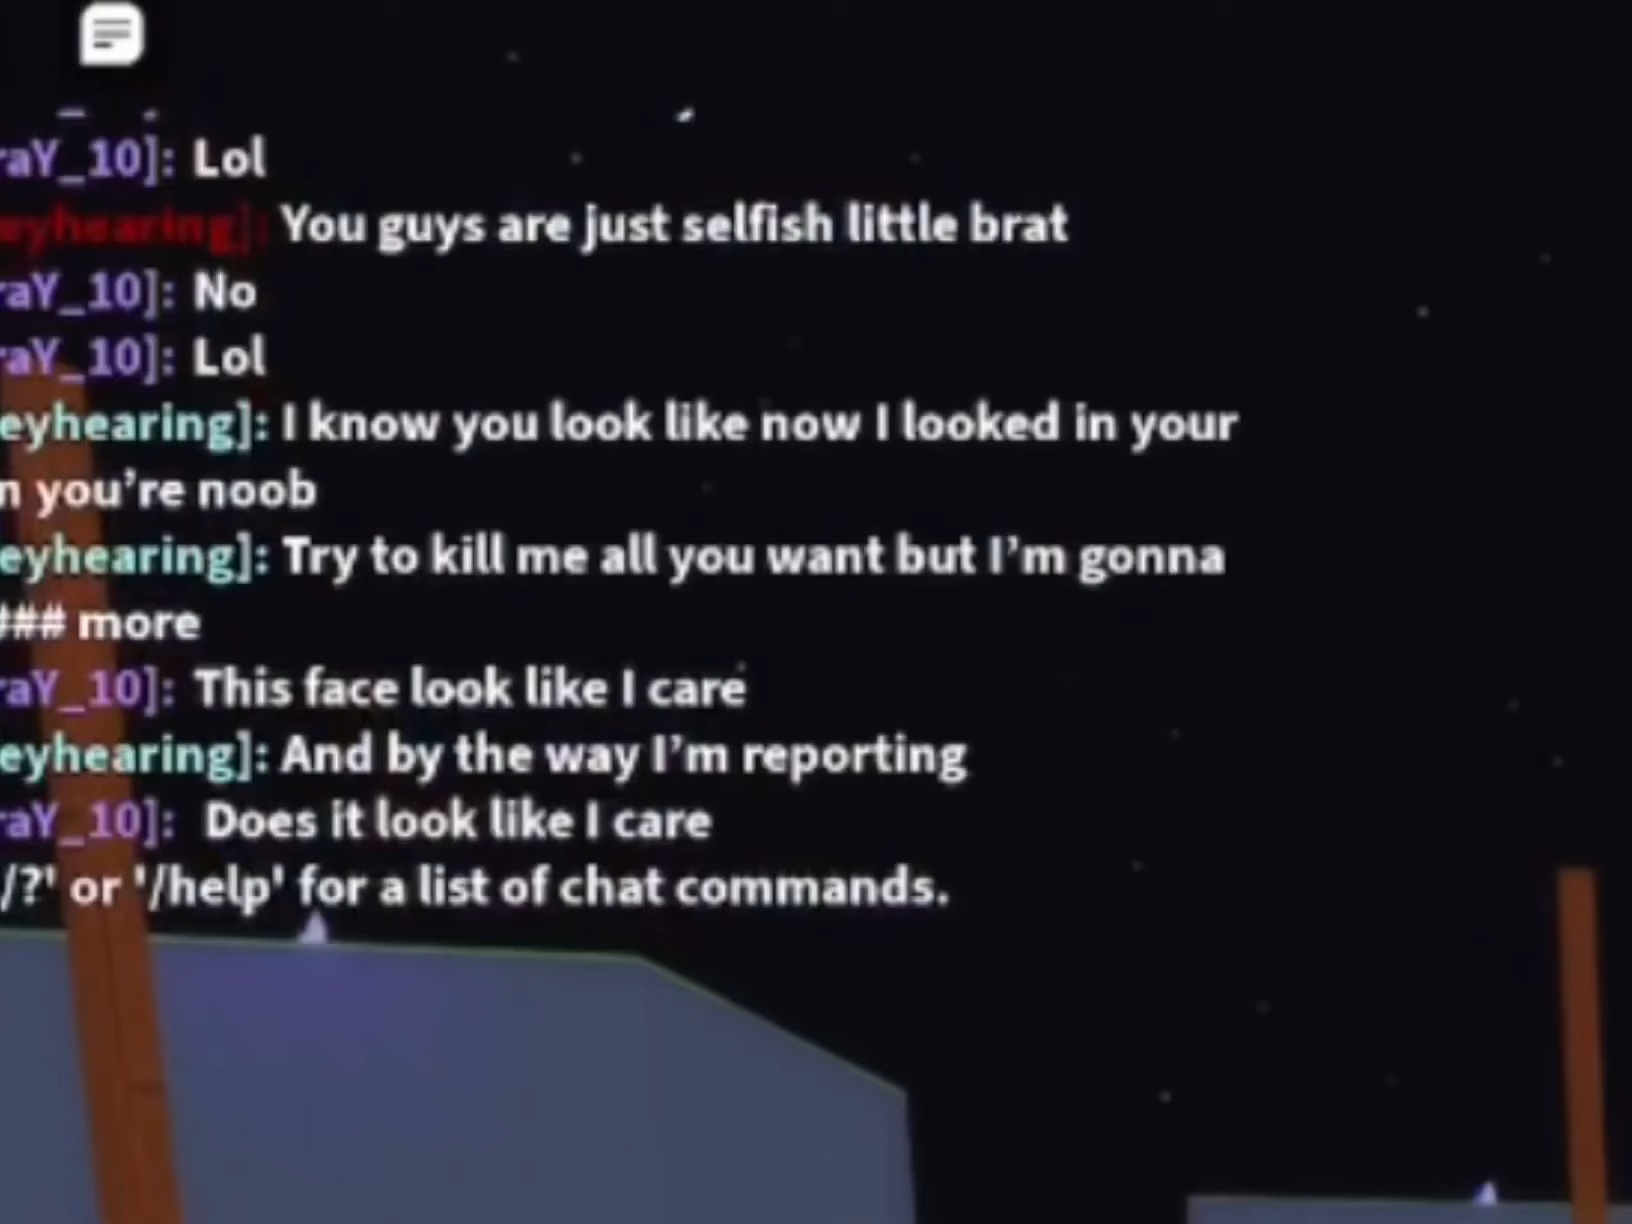 raY_10]: Lol
eyhearing]: You guys are just selfish little brat
raY_10]: No
raY_10]: Lol
eyhearing]: I know you look like now I looked in your
n you’re noob
eyhearing]: Try to kill me all you want but I’m gonna
### more
raY_10]: This face look like I care
eyhearing]: And by the way I’m reporting
raY_10]: Does it look like I care
/?' or '/help' for a list of chat commands.